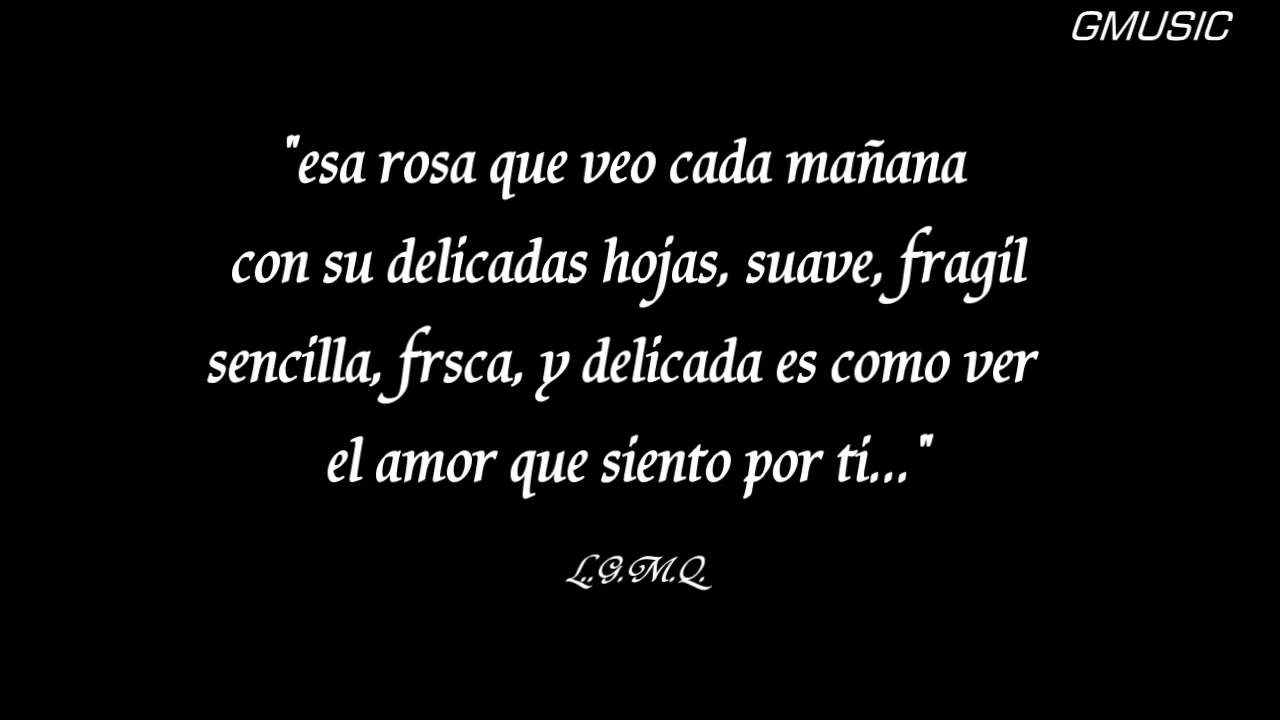 GMUSIC
"esa rosa que veo cada mañana
con su delicadas hojas, suave, fragil
sencilla, frsca, y delicada es como ver
el amor que siento por ti..."
L.G.M.Q.